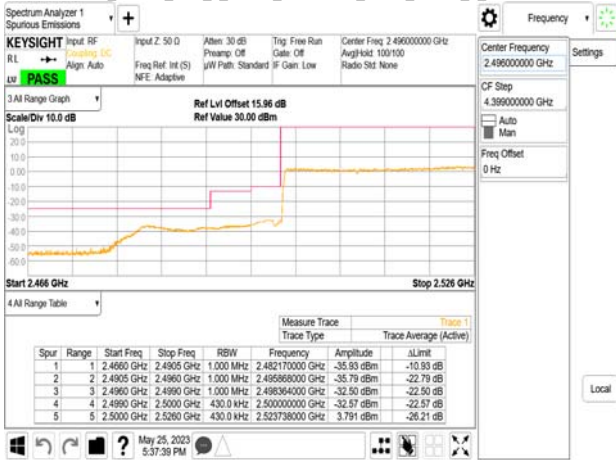 Spectrum Analyzer 1
Spurious Emissions
Frequency
KEYSIGHT
RL
PASS
Input: RF
Coupling: DC
Align: Auto
Input Z: 50 Ω
Freq Ref: Int (S)
NFE: Adaptive
Atten: 30 dB
Preamp: Off
µW Path: Standard
Trig: Free Run
Gate: Off
IF Gain: Low
Center Freq: 2.496000000 GHz
Avg|Hold: 100/100
Radio Std: None
Center Frequency
2.496000000 GHz
Settings
CF Step
4.399000000 GHz
Auto
Man
Freq Offset
0 Hz
Local
3 All Range Graph
Scale/Div 10.0 dB
Ref Lvl Offset 15.96 dB
Ref Value 30.00 dBm
Log
20.0
10.0
0.00
-10.0
-20.0
-30.0
-40.0
-50.0
-60.0
Start 2.466 GHz
Stop 2.526 GHz
4 All Range Table
Measure Trace Trace 1
Trace Type Trace Average (Active)
Spur Range Start Freq Stop Freq RBW Frequency Amplitude ΔLimit
1 1 2.4660 GHz 2.4905 GHz 1.000 MHz 2.482170000 GHz -35.93 dBm -10.93 dB
2 2 2.4905 GHz 2.4960 GHz 1.000 MHz 2.495868000 GHz -35.79 dBm -22.79 dB
3 3 2.4960 GHz 2.4990 GHz 1.000 MHz 2.498364000 GHz -32.50 dBm -22.50 dB
4 4 2.4990 GHz 2.5000 GHz 430.0 kHz 2.500000000 GHz -32.57 dBm -22.57 dB
5 5 2.5000 GHz 2.5260 GHz 430.0 kHz 2.523738000 GHz 3.791 dBm -26.21 dB
May 25, 2023
5:37:39 PM